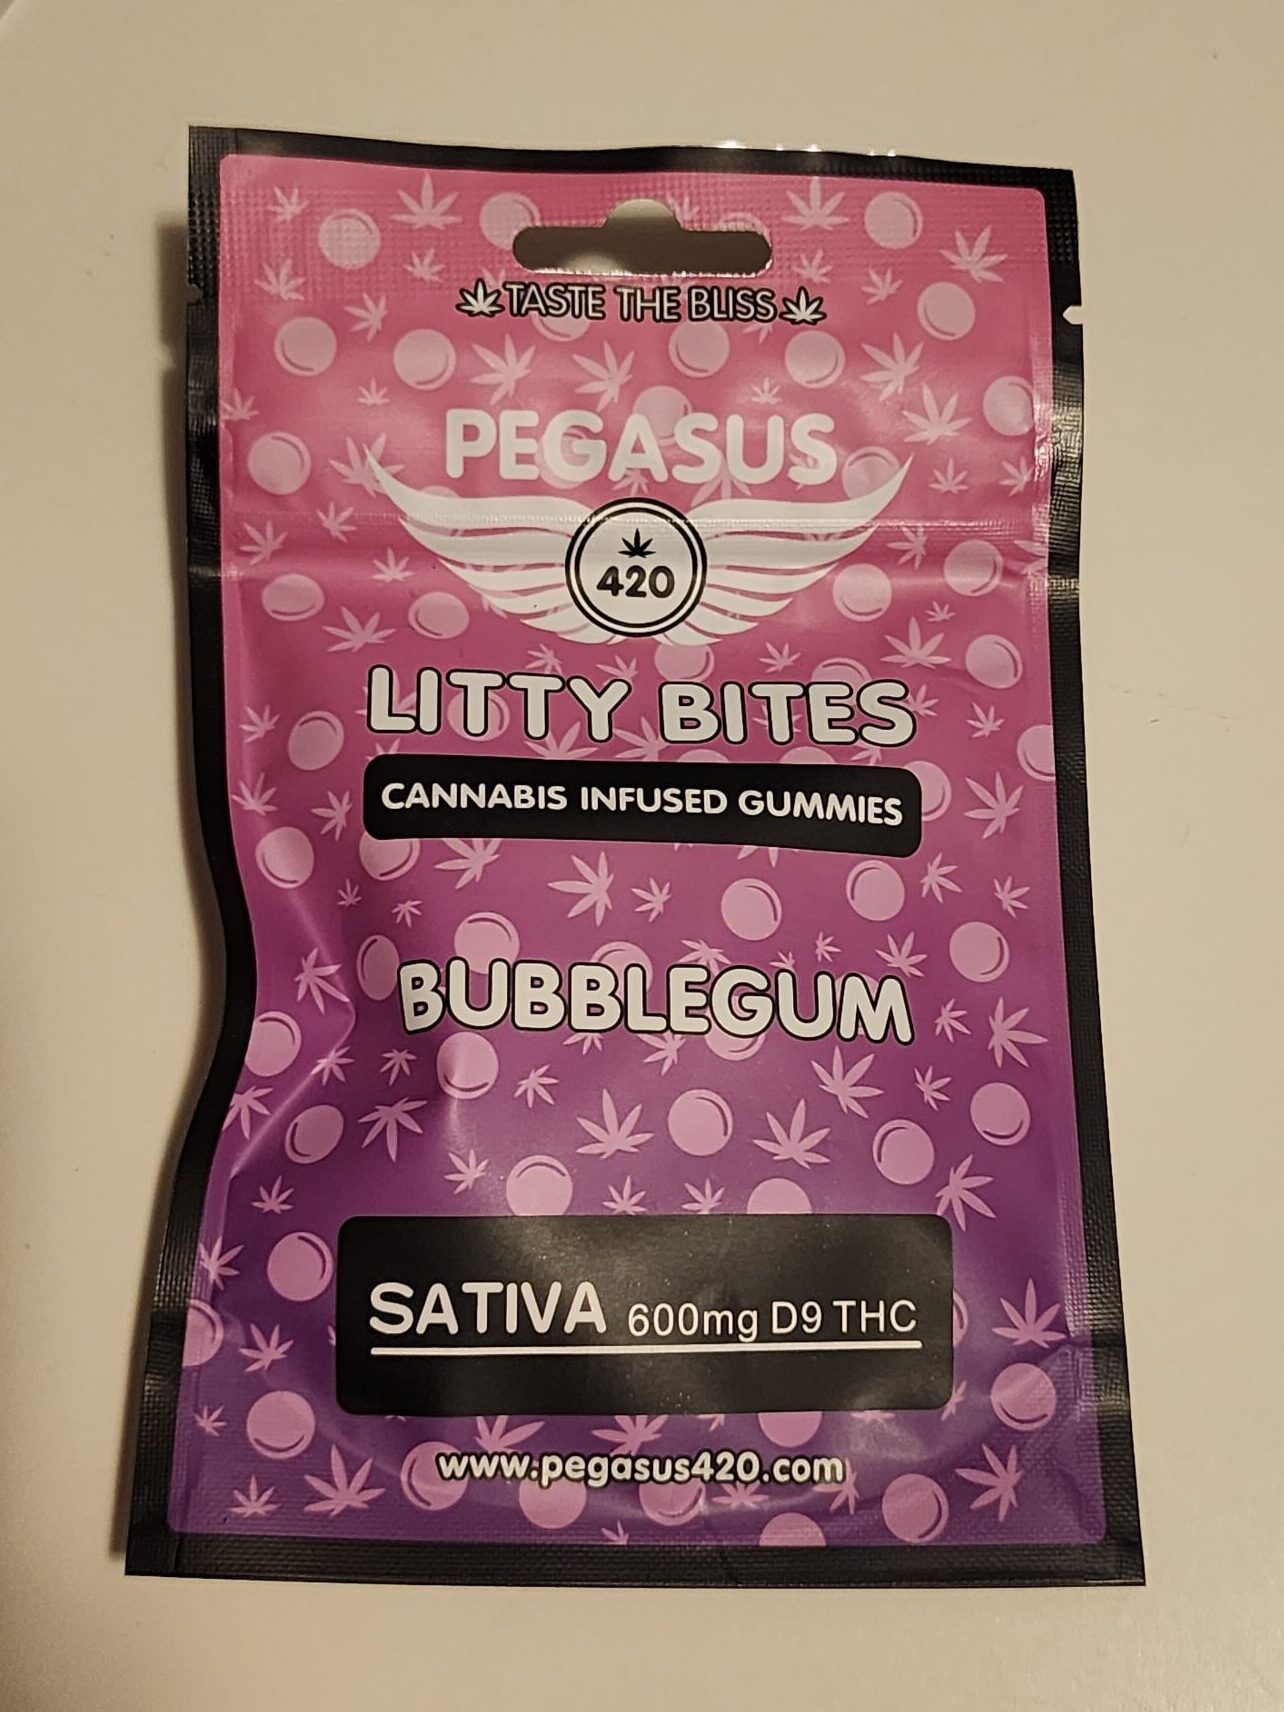 TASTE THE BLISS
PEGASUS
420
LITTY BITES
CANNABIS INFUSED GUMMIES
BUBBLEGUM
SATIVA 600mg D9 THC
www.pegasus420.com